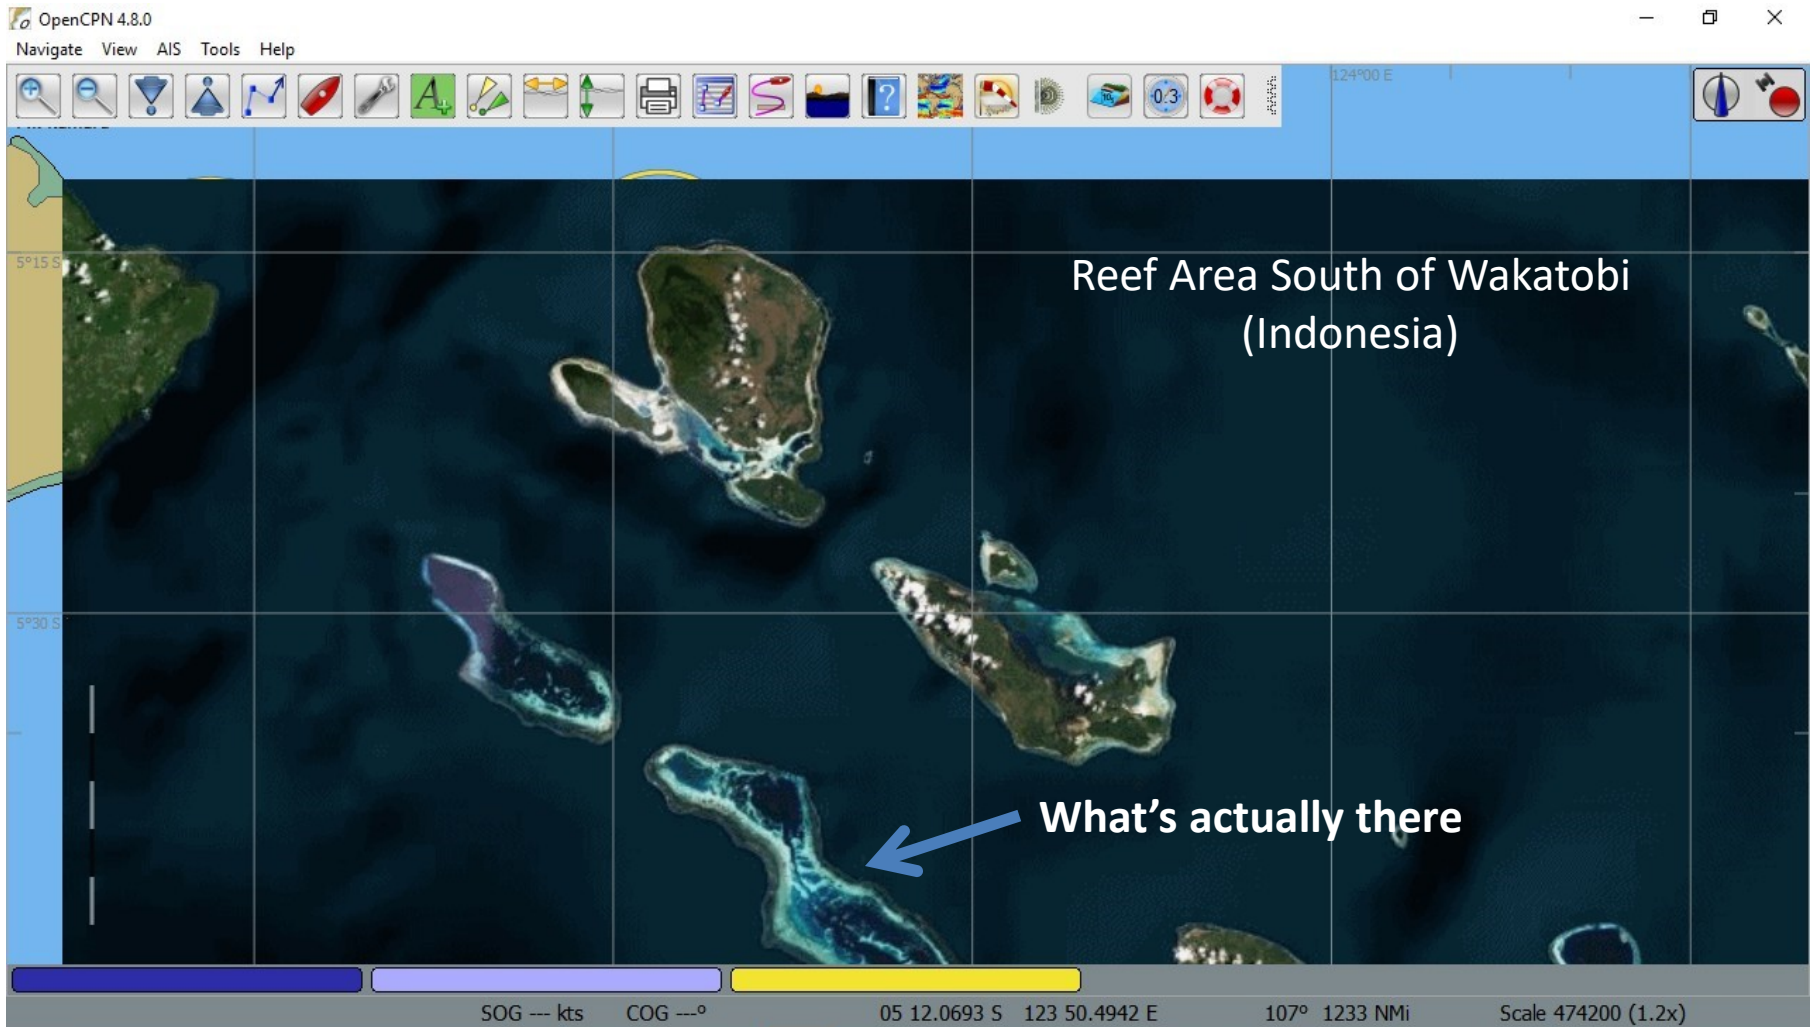 OpenCPN 4.8.0
Navigate View AIS Tools Help
124°00 E
5°15 S
Reef Area South of Wakatobi
(Indonesia)
5°30 S
What's actually there
SOG --- kts COG ---° 05 12.0693 S 123 50.4942 E 107° 1233 NMi Scale 474200 (1.2x)